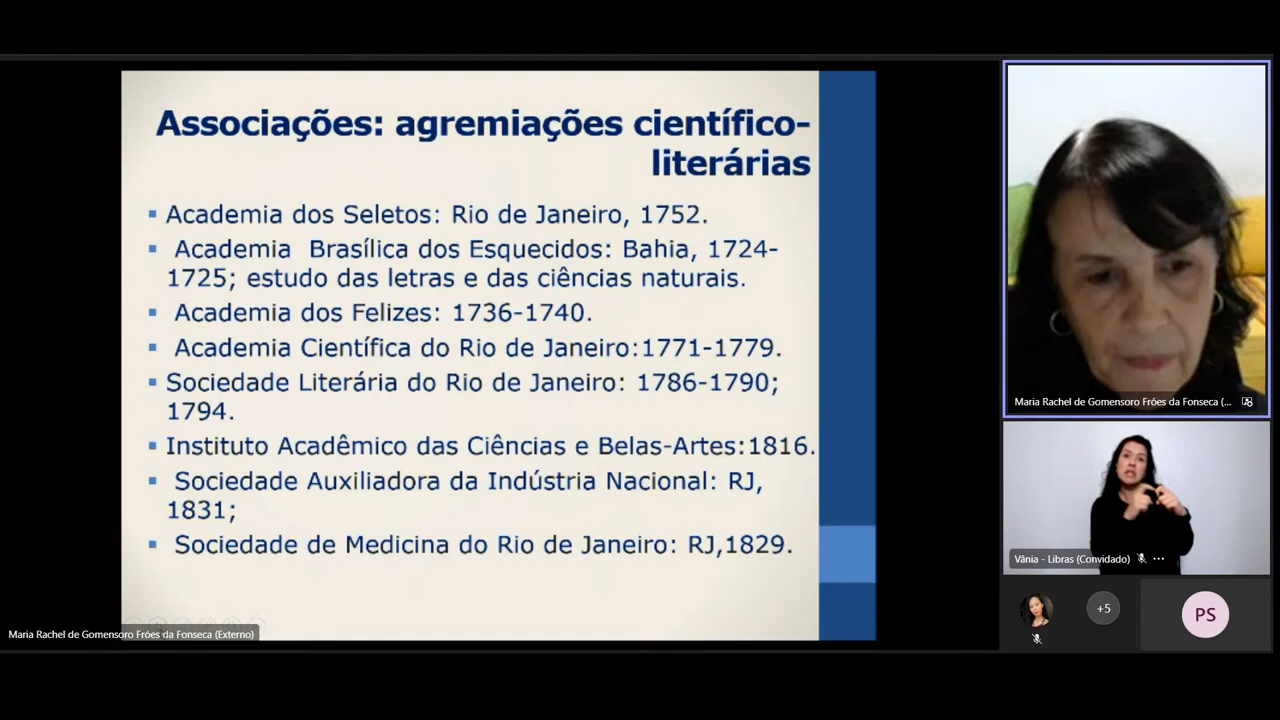 Associações: agremiações científico-
literárias
▪ Academia dos Seletos: Rio de Janeiro, 1752.
▪ Academia Brasílica dos Esquecidos: Bahia, 1724-
1725; estudo das letras e das ciências naturais.
▪ Academia dos Felizes: 1736-1740.
▪ Academia Científica do Rio de Janeiro:1771-1779.
▪ Sociedade Literária do Rio de Janeiro: 1786-1790;
1794.
▪ Instituto Acadêmico das Ciências e Belas-Artes:1816.
▪ Sociedade Auxiliadora da Indústria Nacional: RJ,
1831;
▪ Sociedade de Medicina do Rio de Janeiro: RJ,1829.
Maria Rachel de Gomensoro Fróes da Fonseca (Externo)
Maria Rachel de Gomensoro Fróes da Fonseca (...
Vânia - Libras (Convidado)
+5
PS